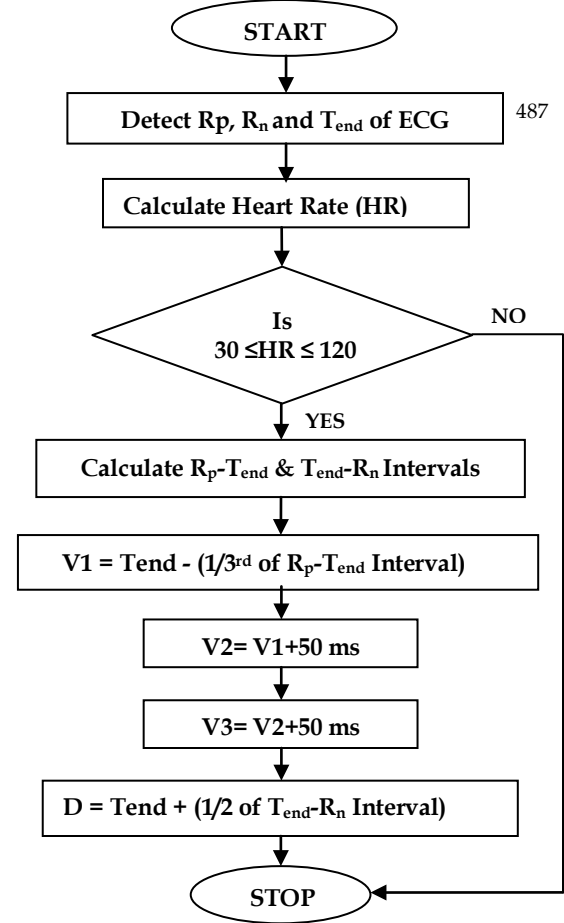 START
Detect Rp, Rₙ and Tₑₙd of ECG
487
Calculate Heart Rate (HR)
Is
30 ≤HR ≤ 120
NO
YES
Calculate Rₚ-Tₑₙd & Tₑₙd-Rₙ Intervals
V1 = Tend - (1/3ʳᵈ of Rₚ-Tₑₙd Interval)
V2= V1+50 ms
V3= V2+50 ms
D = Tend + (1/2 of Tₑₙd-Rₙ Interval)
STOP